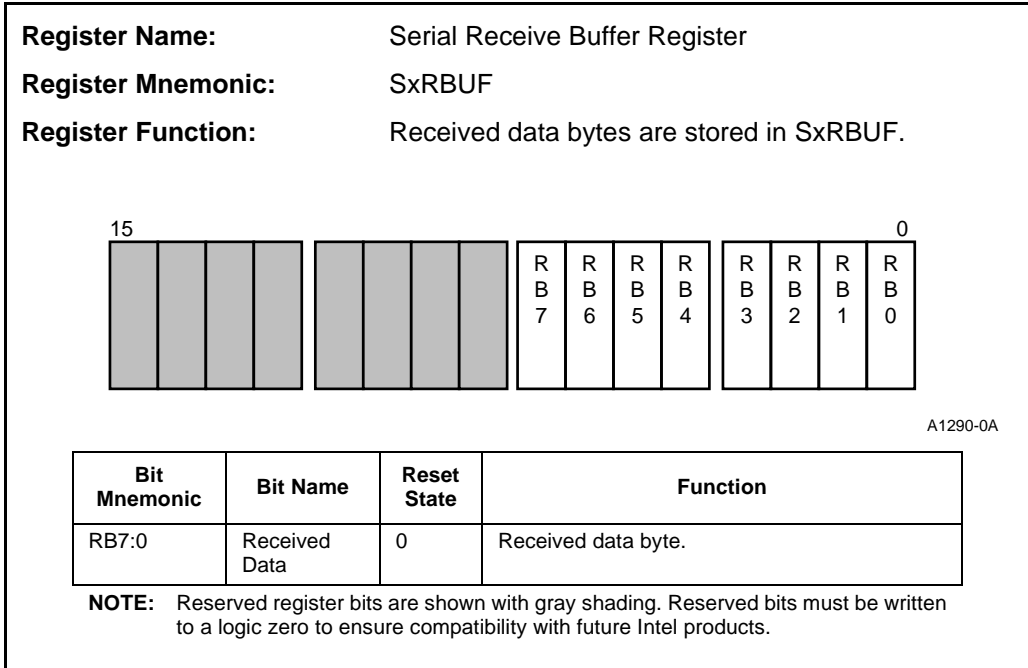 Register Name: Serial Receive Buffer Register
Register Mnemonic: SxRBUF
Register Function: Received data bytes are stored in SxRBUF.
15 0
R R R R R R R R
B B B B B B B B
7 6 5 4 3 2 1 0
A1290-0A
Bit Mnemonic Bit Name Reset State Function
RB7:0 Received Data 0 Received data byte.
NOTE: Reserved register bits are shown with gray shading. Reserved bits must be written
to a logic zero to ensure compatibility with future Intel products.